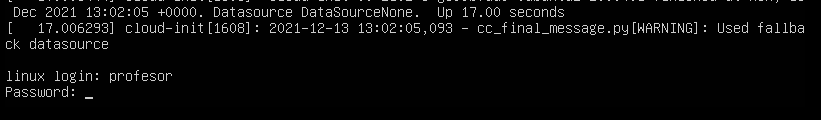 Dec 2021 13:02:05 +0000. Datasource DataSourceNone.  Up 17.00 seconds
[   17.006293] cloud-init[1608]: 2021-12-13 13:02:05,093 - cc_final_message.py[WARNING]: Used fallba
ck datasource
linux login: profesor
Password: _